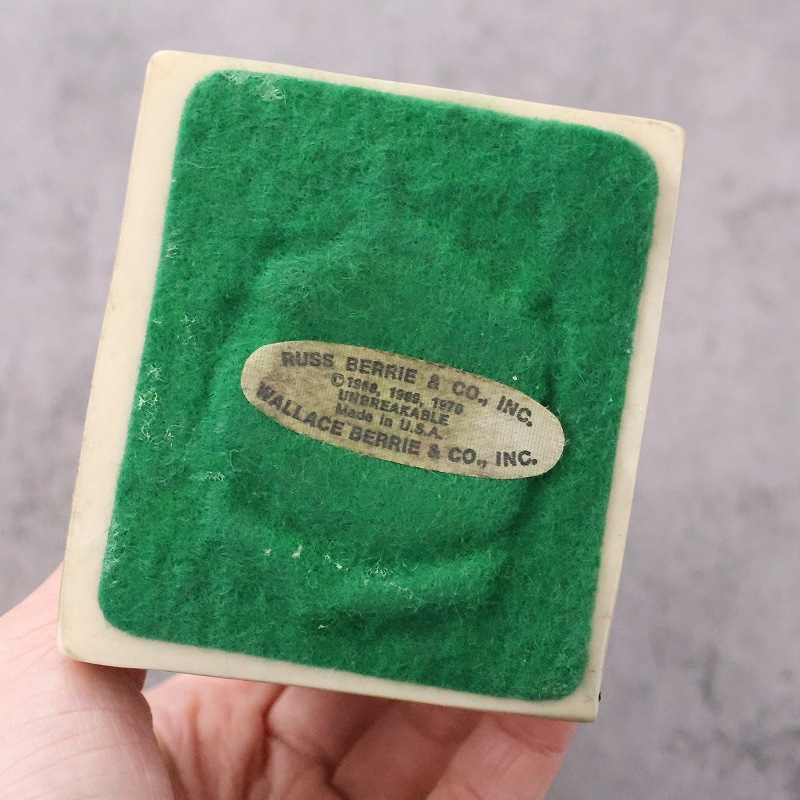 RUSS BERRIE & CO., INC.
©1968, 1969, 1970
UNBREAKABLE
Made in U.S.A.
WALLACE BERRIE & CO., INC.